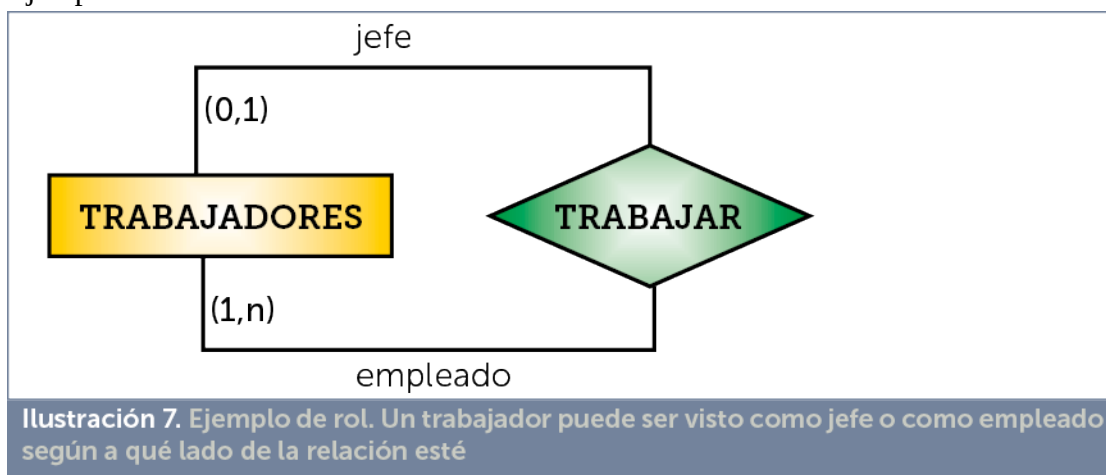 jefe
(0,1)
TRABAJADORES
TRABAJAR
(1,n)
empleado
Ilustración 7. Ejemplo de rol. Un trabajador puede ser visto como jefe o como empleado
según a qué lado de la relación esté